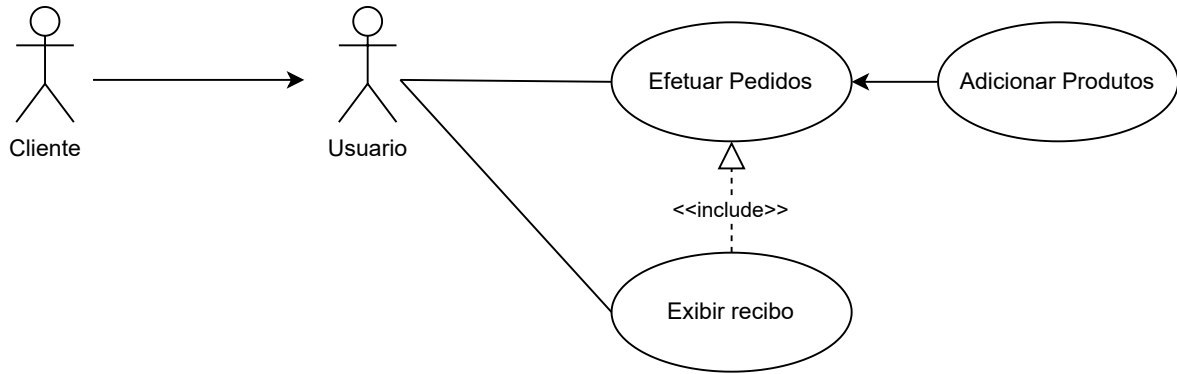 Efetuar Pedidos
Adicionar Produtos
Cliente
Usuario
<<include>>
Exibir recibo